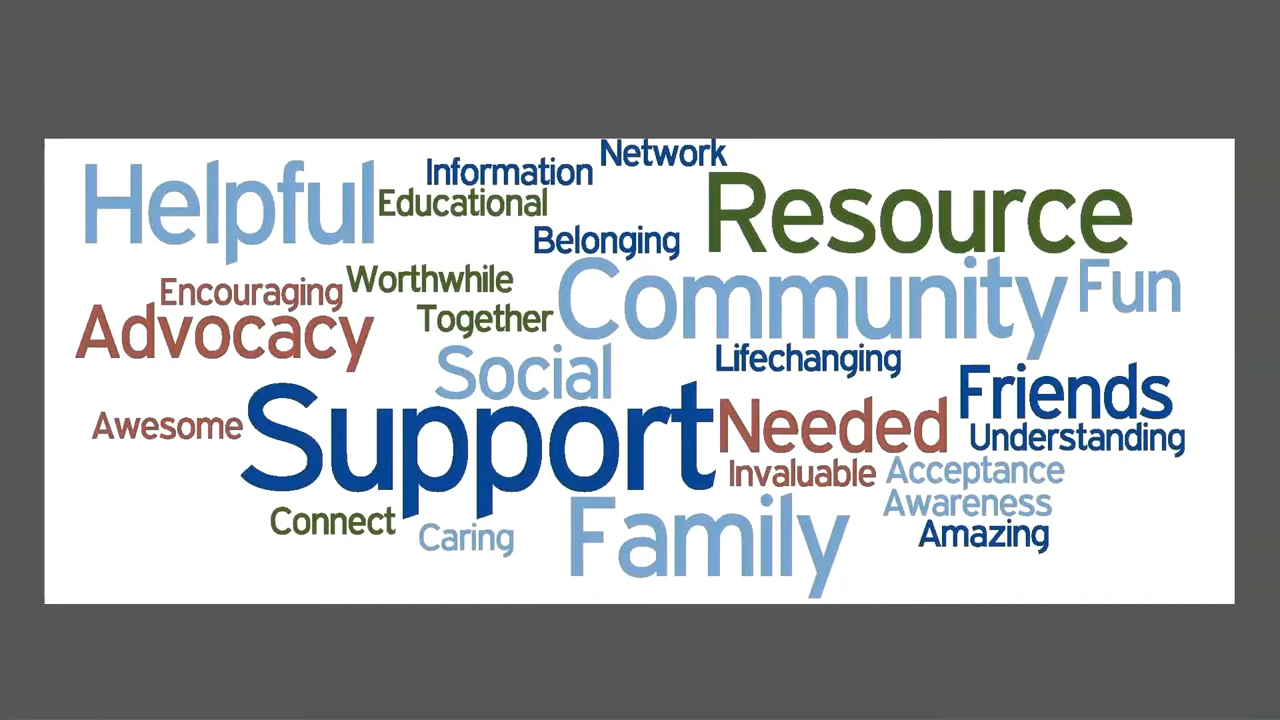 Network
Information
Helpful
Educational
Resource
Belonging
Worthwhile
Encouraging
Community
Fun
Together
Advocacy
Lifechanging
Social
Friends
Support
Needed
Awesome
Understanding
Invaluable
Acceptance
Awareness
Connect
Caring
Family
Amazing